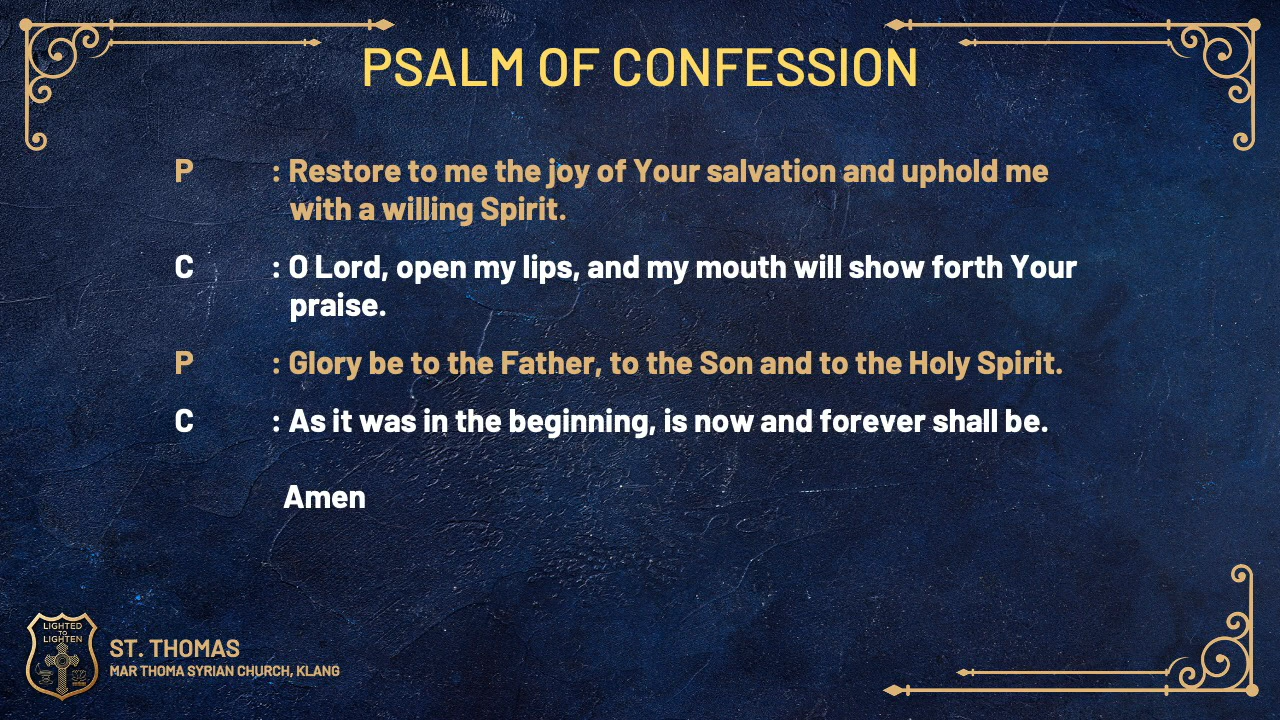 PSALM OF CONFESSION
P : Restore to me the joy of Your salvation and uphold me
with a willing Spirit.
C : O Lord, open my lips, and my mouth will show forth Your
praise.
P : Glory be to the Father, to the Son and to the Holy Spirit.
C : As it was in the beginning, is now and forever shall be.
Amen
LIGHTED
TO
LIGHTEN
ST. THOMAS
MAR THOMA SYRIAN CHURCH, KLANG